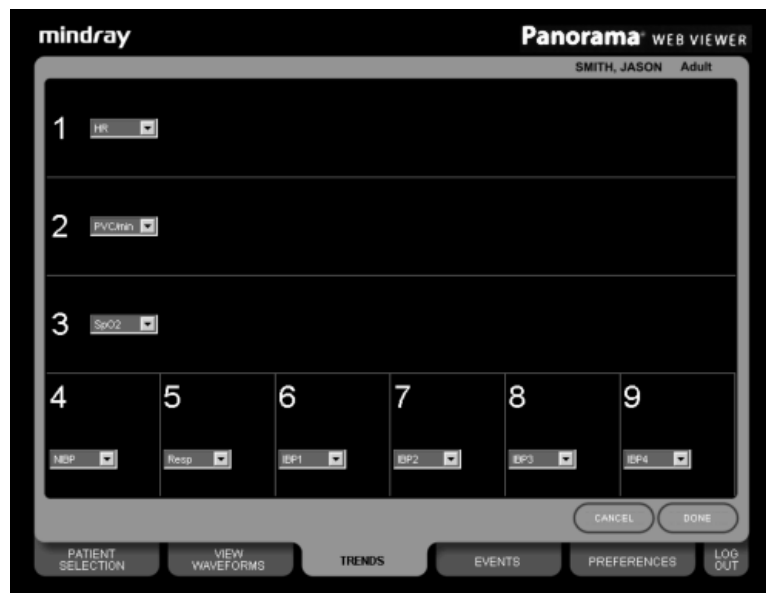 mindray
Panorama® WEB VIEWER
SMITH, JASON Adult
1 HR
2 PVC/min
3 SpO2
4 5 6 7 8 9
NIBP Resp IBP1 IBP2 IBP3 IBP4
CANCEL DONE
PATIENT SELECTION VIEW WAVEFORMS TRENDS EVENTS PREFERENCES LOG OUT